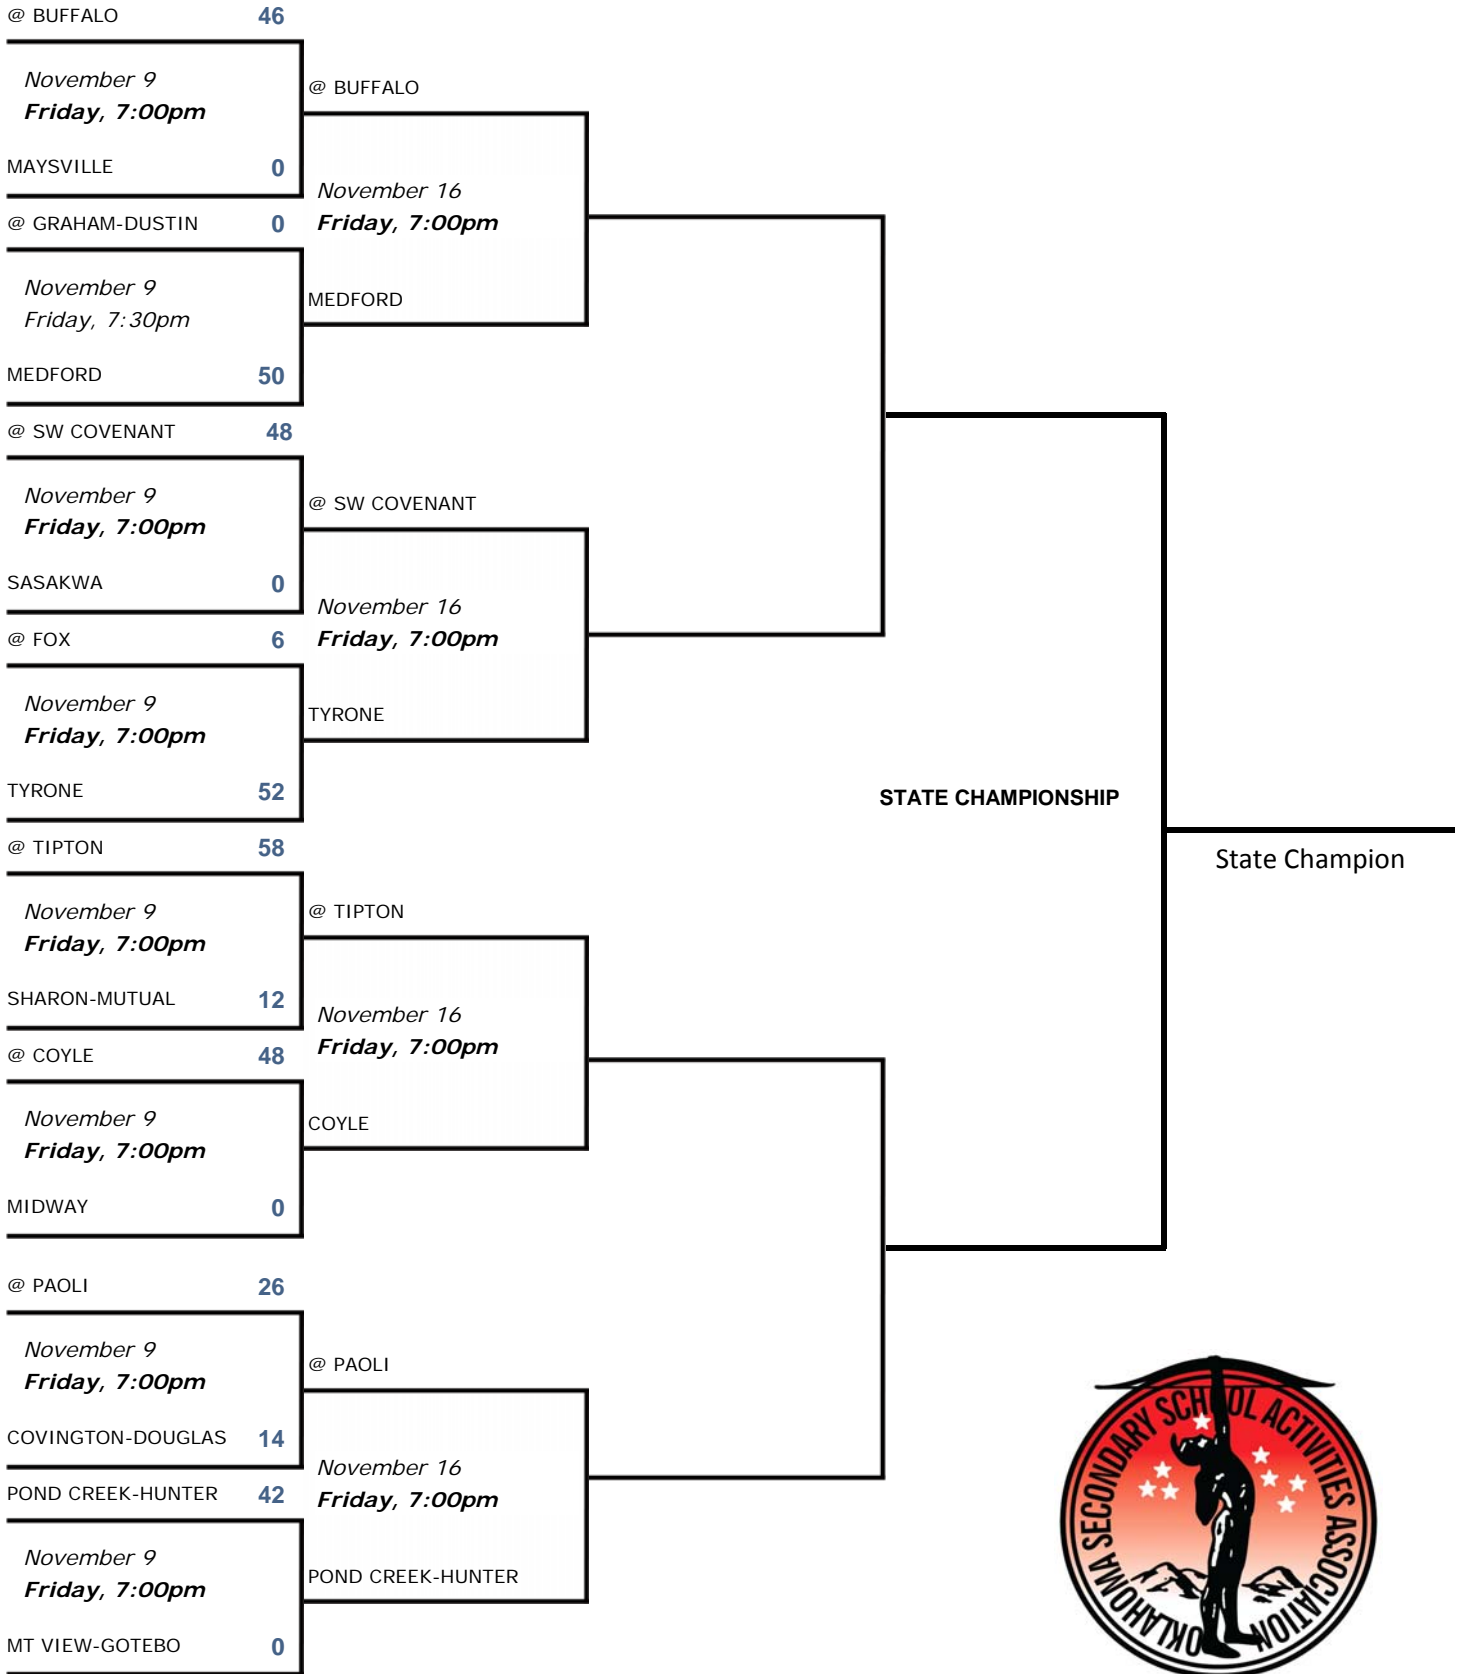 @ BUFFALO 46
November 9
Friday, 7:00pm
MAYSVILLE 0
@ GRAHAM-DUSTIN 0
November 9
Friday, 7:30pm
MEDFORD 50
@ SW COVENANT 48
November 9
Friday, 7:00pm
SASAKWA 0
@ FOX 6
November 9
Friday, 7:00pm
TYRONE 52
@ TIPTON 58
November 9
Friday, 7:00pm
SHARON-MUTUAL 12
@ COYLE 48
November 9
Friday, 7:00pm
MIDWAY 0
@ PAOLI 26
November 9
Friday, 7:00pm
COVINGTON-DOUGLAS 14
POND CREEK-HUNTER 42
November 9
Friday, 7:00pm
MT VIEW-GOTEBO 0
@ BUFFALO
November 16
Friday, 7:00pm
MEDFORD
@ SW COVENANT
November 16
Friday, 7:00pm
TYRONE
@ TIPTON
November 16
Friday, 7:00pm
COYLE
@ PAOLI
November 16
Friday, 7:00pm
POND CREEK-HUNTER
STATE CHAMPIONSHIP
State Champion
OKLAHOMA SECONDARY SCHOOL ACTIVITIES ASSOCIATION